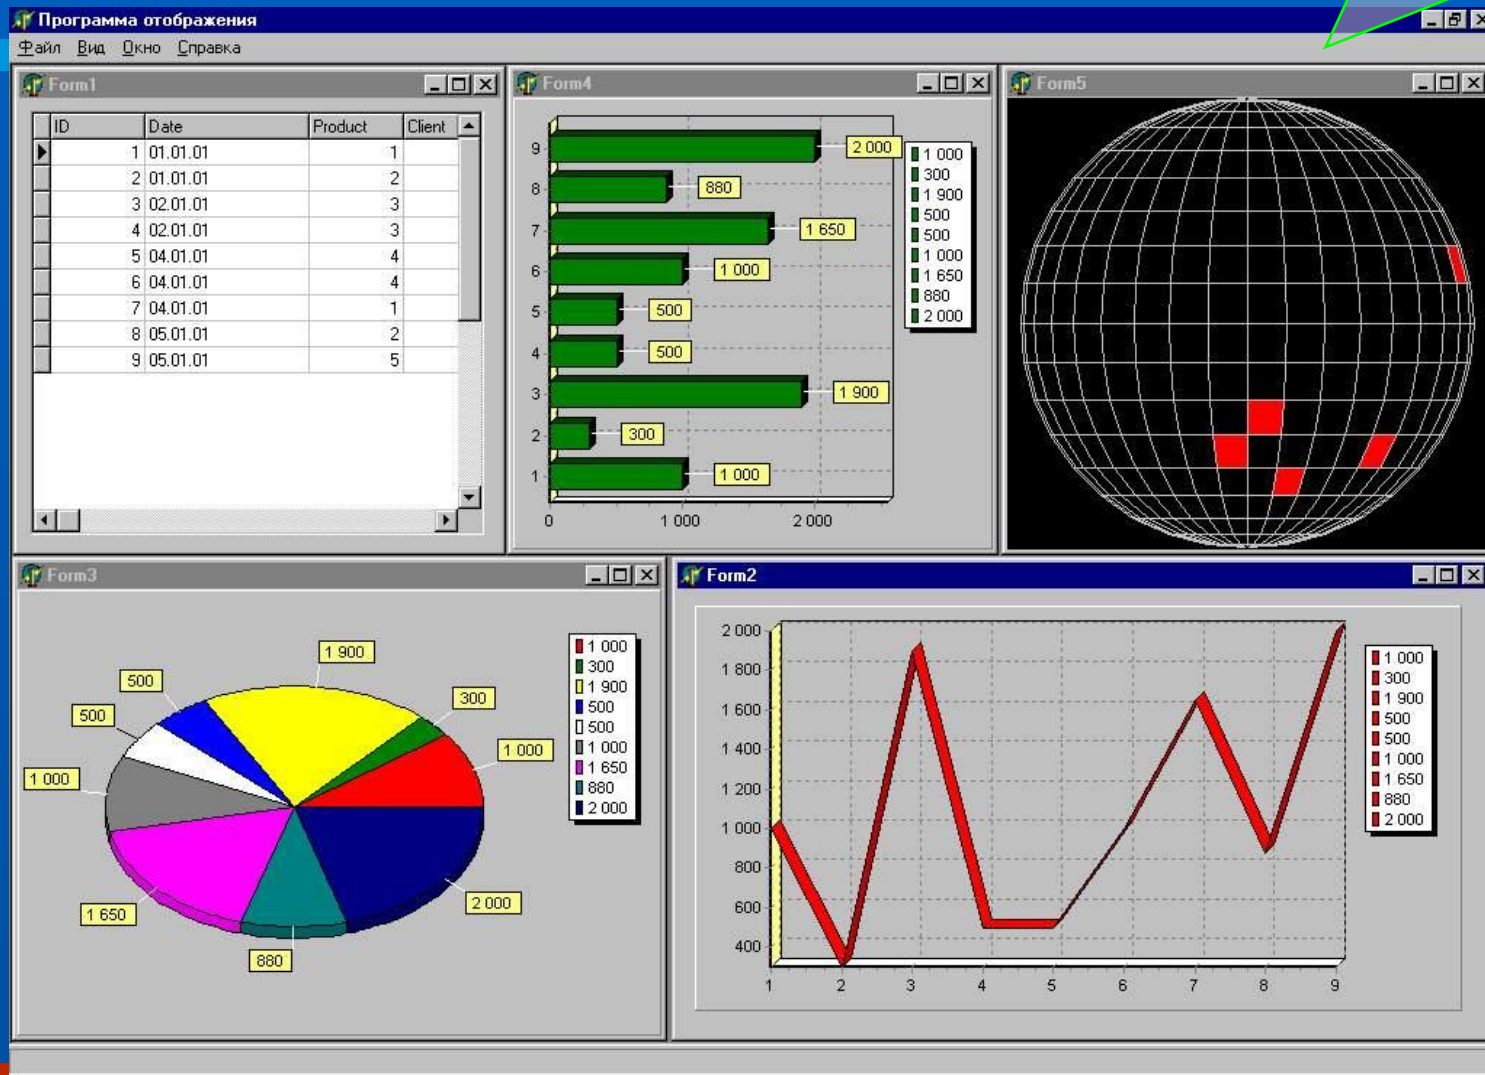 Программа отображения
Файл Вид Окно Справка
Form1
ID Date Product Client
1 01.01.01 1
2 01.01.01 2
3 02.01.01 3
4 02.01.01 3
5 04.01.01 4
6 04.01.01 4
7 04.01.01 1
8 05.01.01 2
9 05.01.01 5
Form4
9 2 000
8 880
7 1 650
6 1 000
5 500
4 500
3 1 900
2 300
1 1 000
0 1 000 2 000
1 000
300
1 900
500
500
1 000
1 650
880
2 000
Form5
Form3
1 900
500
300
500
1 000
1 000
2 000
1 650
880
1 000
300
1 900
500
500
1 000
1 650
880
2 000
Form2
2 000
1 800
1 600
1 400
1 200
1 000
800
600
400
1 2 3 4 5 6 7 8 9
1 000
300
1 900
500
500
1 000
1 650
880
2 000